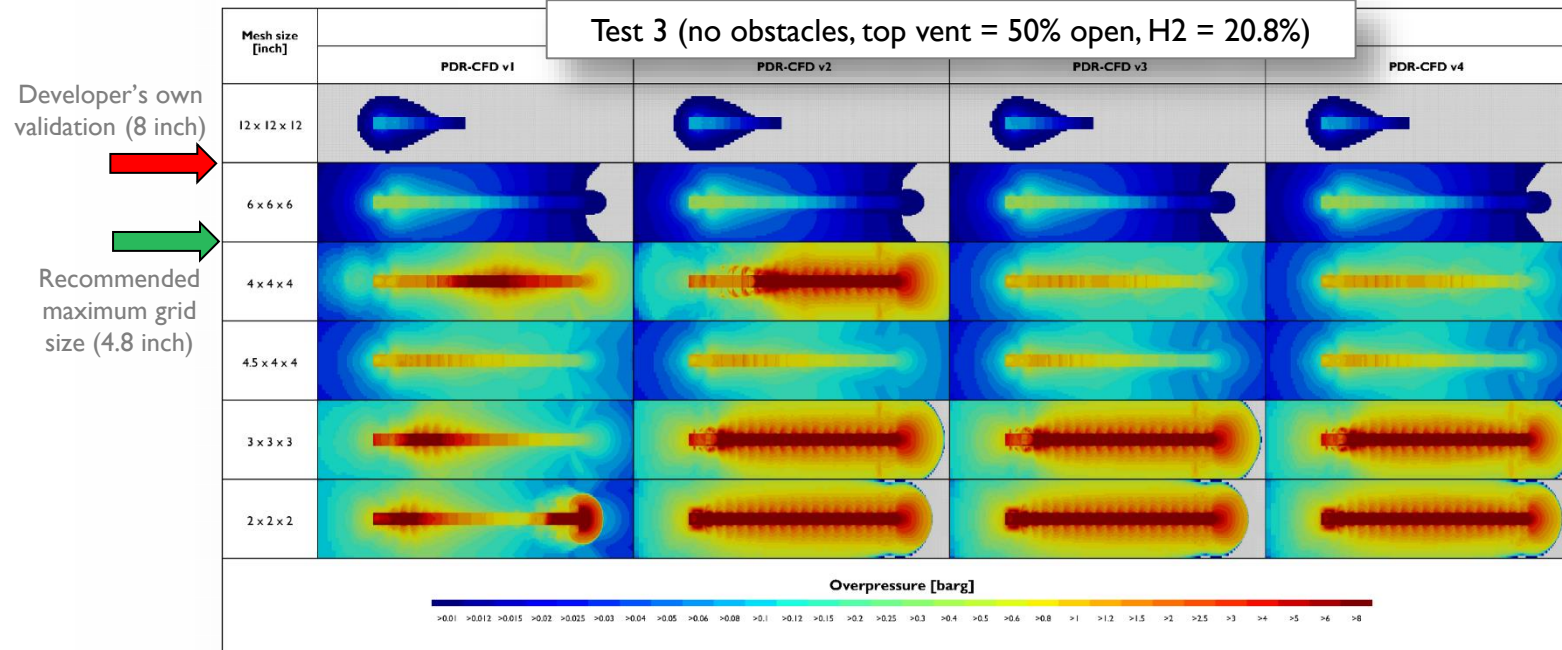 Test 3 (no obstacles, top vent = 50% open, H2 = 20.8%)
Mesh size
[inch]
PDR-CFD v1
PDR-CFD v2
PDR-CFD v3
PDR-CFD v4
Developer's own
validation (8 inch)
12 x 12 x 12
6 x 6 x 6
Recommended
maximum grid
size (4.8 inch)
4 x 4 x 4
4.5 x 4 x 4
3 x 3 x 3
2 x 2 x 2
Overpressure [barg]
>0.01 >0.012 >0.015 >0.02 >0.025 >0.03 >0.04 >0.05 >0.06 >0.08 >0.1 >0.12 >0.15 >0.2 >0.25 >0.3 >0.4 >0.5 >0.6 >0.8 >1 >1.2 >1.5 >2 >2.5 >3 >4 >5 >6 >8